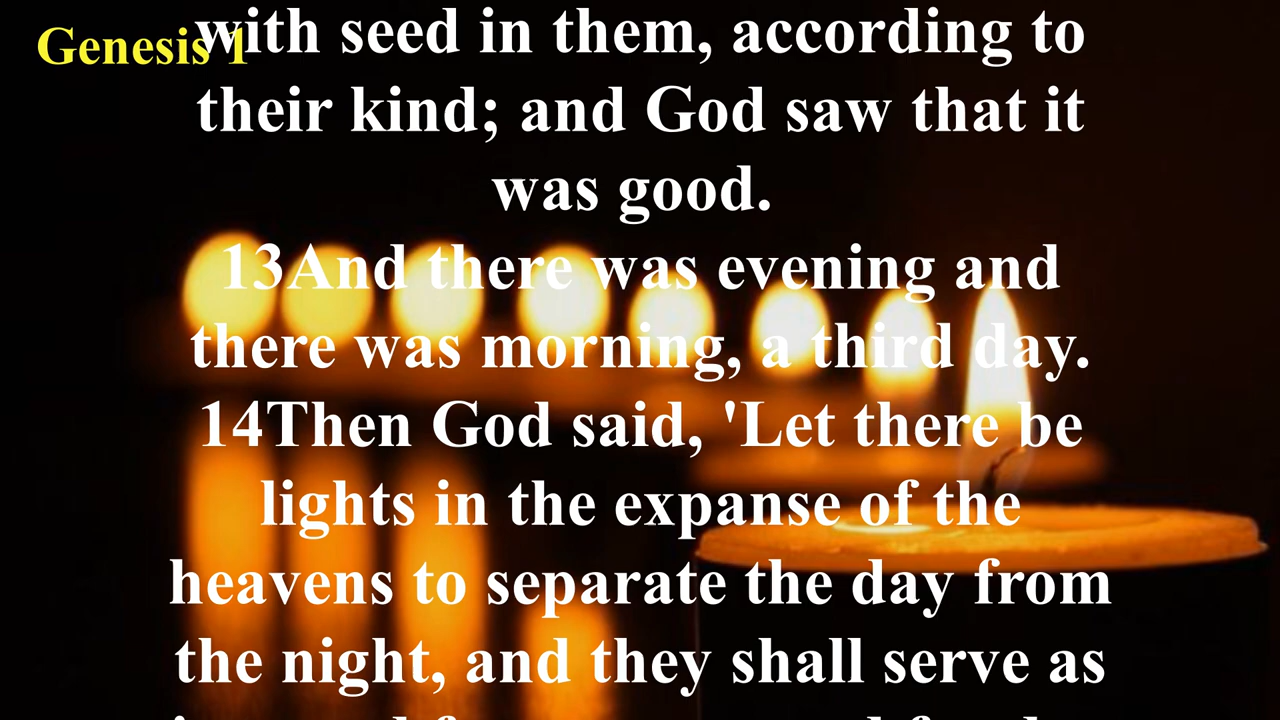 Genesis 1
with seed in them, according to
their kind; and God saw that it
was good.
13And there was evening and
there was morning, a third day.
14Then God said, 'Let there be
lights in the expanse of the
heavens to separate the day from
the night, and they shall serve as